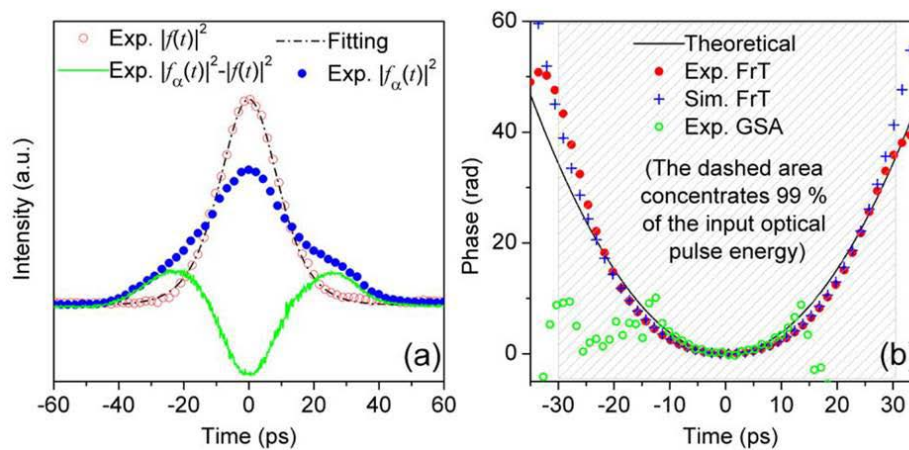 Exp. |f(t)|²
Fitting
Exp. |fα(t)|²-|f(t)|²
Exp. |fα(t)|²
Intensity (a.u.)
(a)
-60 -40 -20 0 20 40 60
Time (ps)
60
40
20
0
Phase (rad)
Theoretical
Exp. FrT
Sim. FrT
Exp. GSA
(The dashed area
concentrates 99 %
of the input optical
pulse energy)
(b)
-30 -20 -10 0 10 20 30
Time (ps)